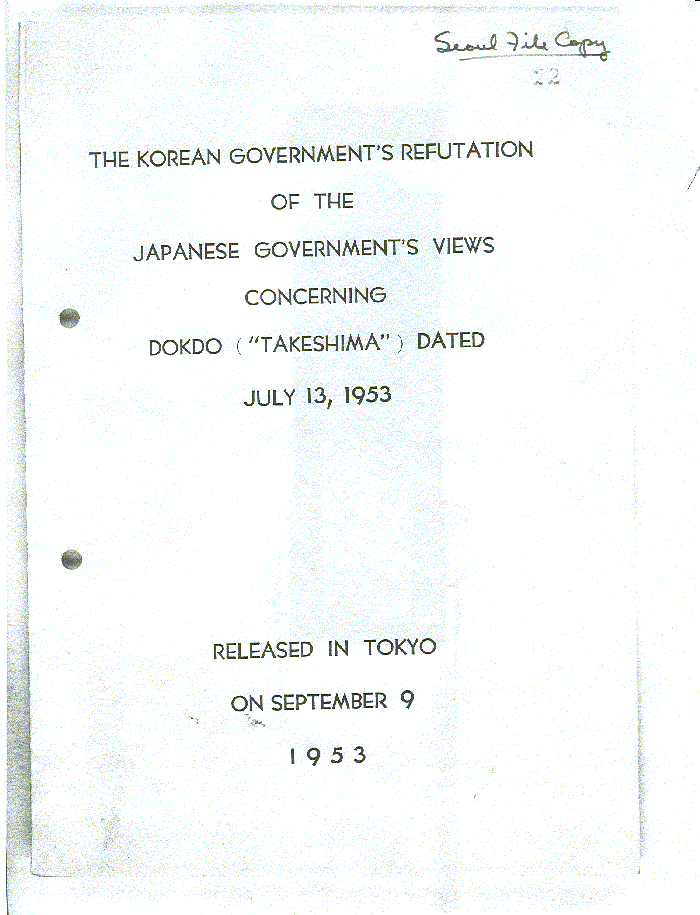 Seoul File Copy
22
THE KOREAN GOVERNMENT'S REFUTATION
OF THE
JAPANESE GOVERNMENT'S VIEWS
CONCERNING
DOKDO ("TAKESHIMA") DATED
JULY 13, 1953
RELEASED IN TOKYO
ON SEPTEMBER 9
1953